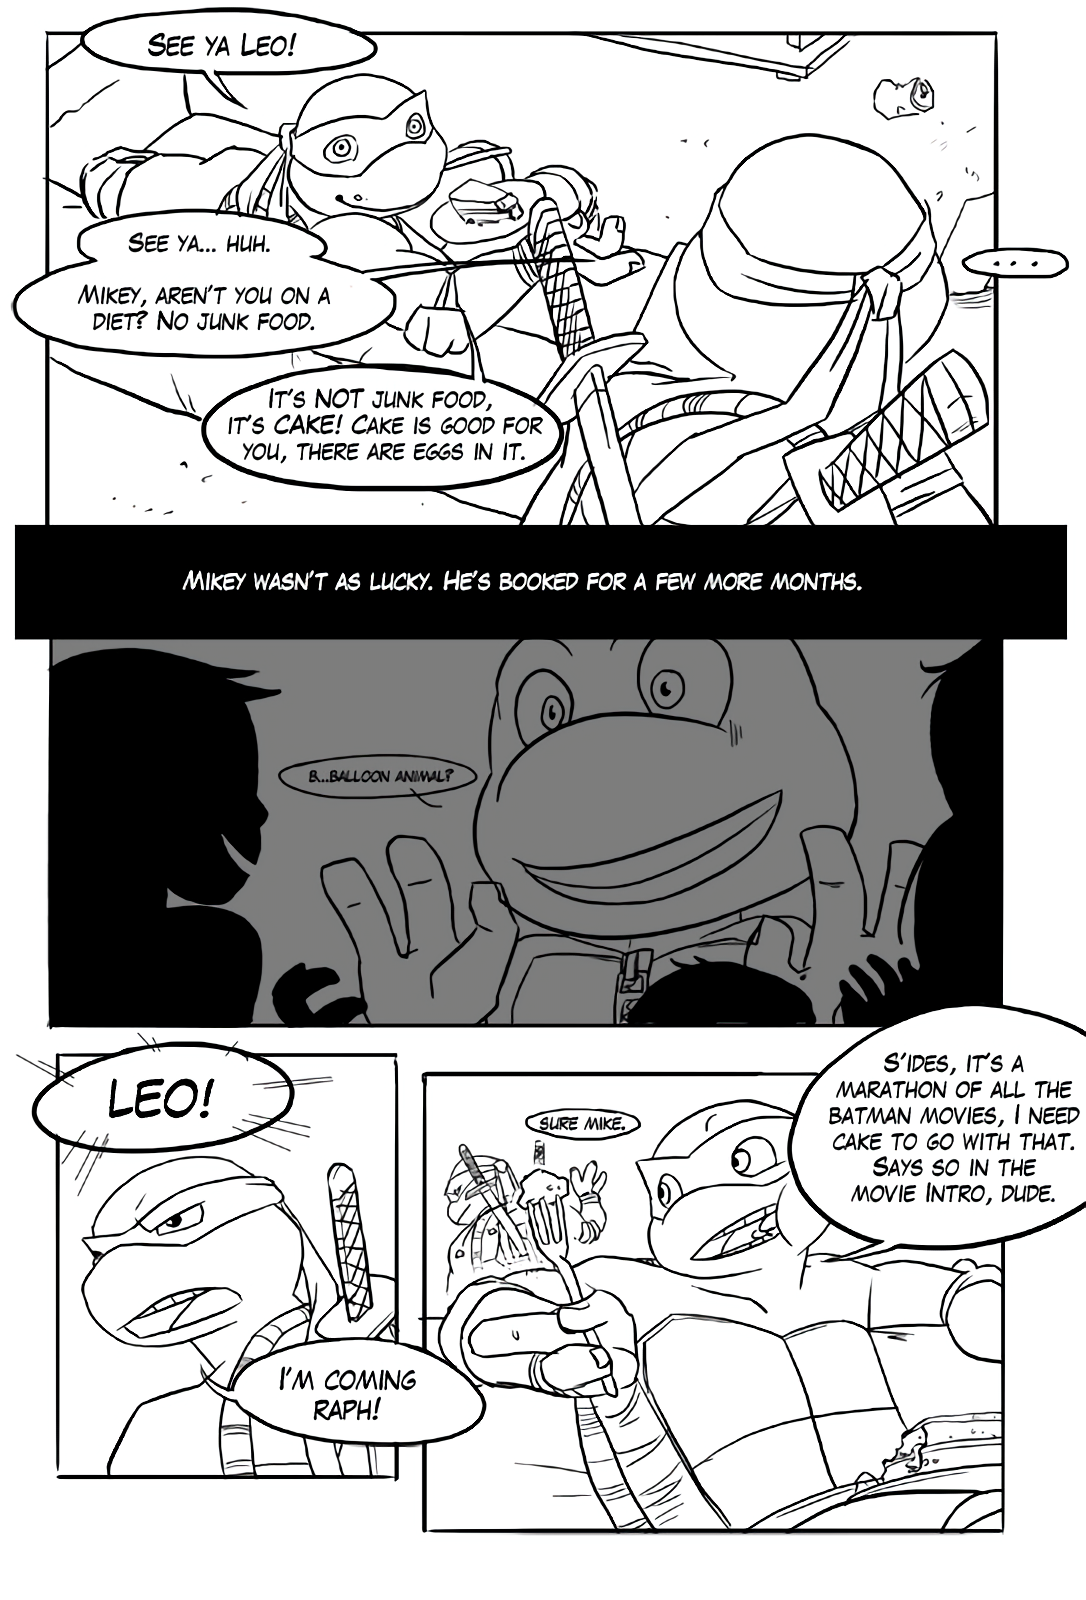 See ya Leo!
See ya... huh.
Mikey, aren't you on a
diet? No junk food.
....
It's NOT junk food,
it's CAKE! Cake is good for
you, there are eggs in it.
Mikey wasn't as lucky. He's booked for a few more months.
B...balloon animal?
LEO!
I'm coming
Raph!
S'ides, it's a
marathon of all the
Batman movies, I need
cake to go with that.
Says so in the
movie intro, dude.
Sure Mike.